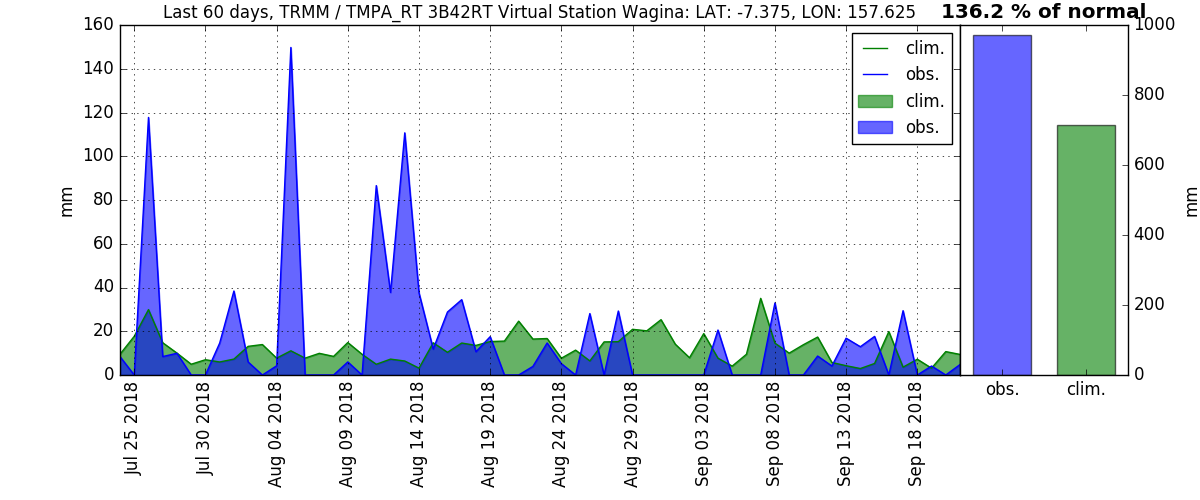 Last 60 days, TRMM / TMPA_RT 3B42RT Virtual Station Wagina: LAT: -7.375, LON: 157.625
136.2 % of normal
160
140
120
100
80
60
40
20
0
mm
clim.
obs.
clim.
obs.
Jul 25 2018
Jul 30 2018
Aug 04 2018
Aug 09 2018
Aug 14 2018
Aug 19 2018
Aug 24 2018
Aug 29 2018
Sep 03 2018
Sep 08 2018
Sep 13 2018
Sep 18 2018
1000
800
600
400
200
0
mm
obs.
clim.